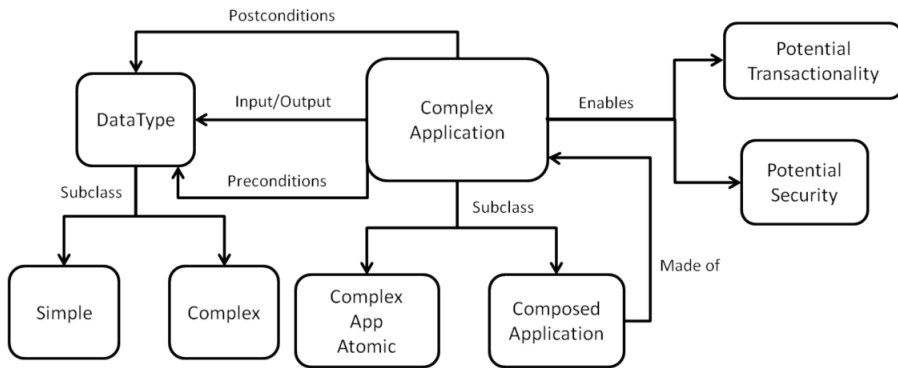 Postconditions
Potential
Transactionality
DataType
Input/Output
Complex
Application
Enables
Preconditions
Potential
Security
Subclass
Subclass
Made of
Simple
Complex
Complex
App
Atomic
Composed
Application